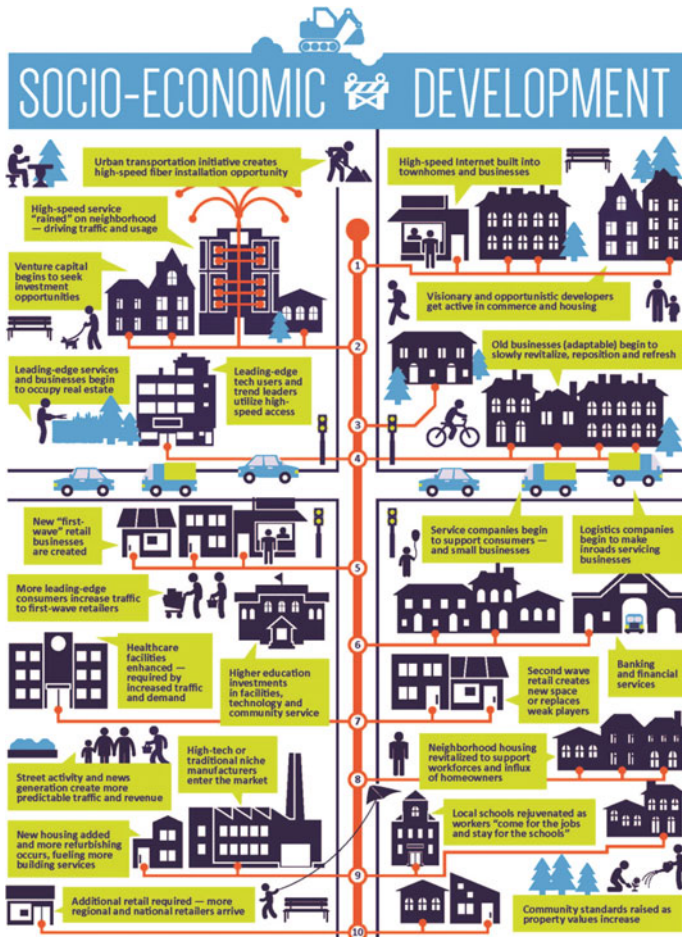 SOCIO-ECONOMIC DEVELOPMENT
Urban transportation initiative creates
high-speed fiber installation opportunity
High-speed Internet built into
townhomes and businesses
High-speed service
"rained" on neighborhood
— driving traffic and usage
1
Venture capital
begins to seek
investment
opportunities
Visionary and opportunistic developers
get active in commerce and housing
2
Old businesses (adaptable) begin to
slowly revitalize, reposition and refresh
Leading-edge services
and businesses begin
to occupy real estate
Leading-edge
tech users and
trend leaders
utilize high-
speed access
3
4
New "first-
wave" retail
businesses
are created
Service companies begin
to support consumers —
and small businesses
Logistics companies
begin to make
inroads servicing
businesses
5
More leading-edge
consumers increase traffic
to first-wave retailers
6
Healthcare
facilities
enhanced —
required by
increased traffic
and demand
Higher education
investments
in facilities,
technology and
community service
Second wave
retail creates
new space
or replaces
weak players
Banking
and financial
services
7
Street activity and news
generation create more
predictable traffic and revenue
High-tech or
traditional niche
manufacturers
enter the market
Neighborhood housing
revitalized to support
workforces and influx
of homeowners
8
New housing added
and more refurbishing
occurs, fueling more
building services
Local schools rejuvenated as
workers "come for the jobs
and stay for the schools"
9
Additional retail required — more
regional and national retailers arrive
Community standards raised as
property values increase
10